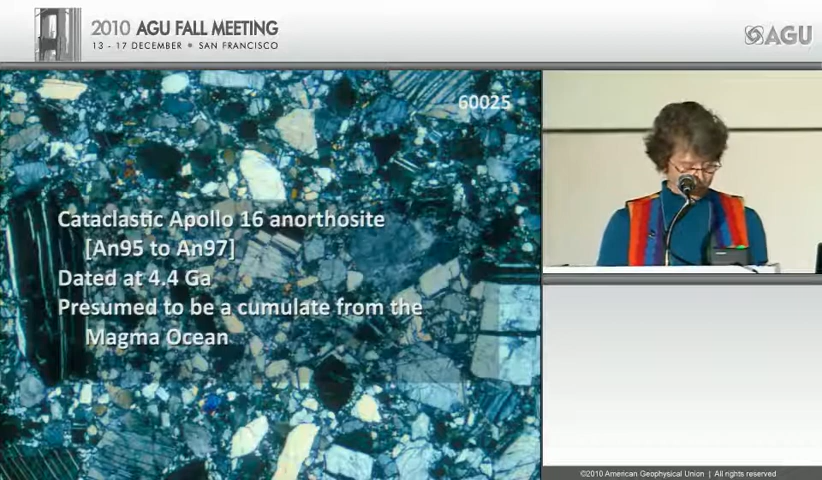 2010 AGU FALL MEETING
13 - 17 DECEMBER • SAN FRANCISCO
AGU
60025
Cataclastic Apollo 16 anorthosite
[An95 to An97]
Dated at 4.4 Ga
Presumed to be a cumulate from the
Magma Ocean
©2010 American Geophysical Union | All rights reserved